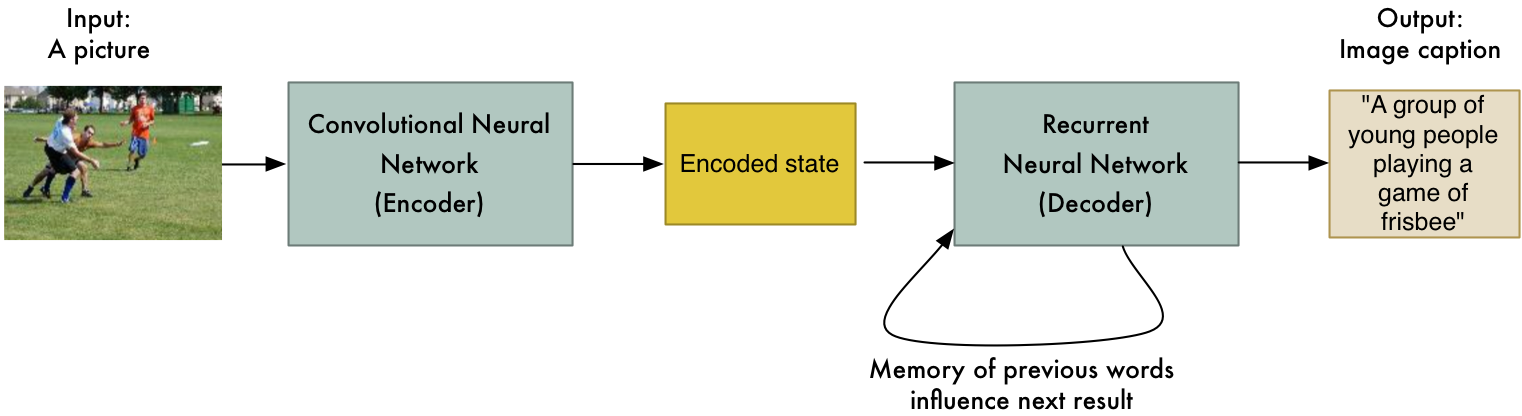 Input:
A picture
Convolutional Neural
Network
(Encoder)
Encoded state
Recurrent
Neural Network
(Decoder)
Memory of previous words
influence next result
Output:
Image caption
"A group of
young people
playing a
game of
frisbee"